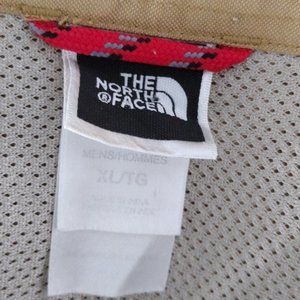 THE
NORTH
FACE
®
MENS/HOMMES
XL/TG